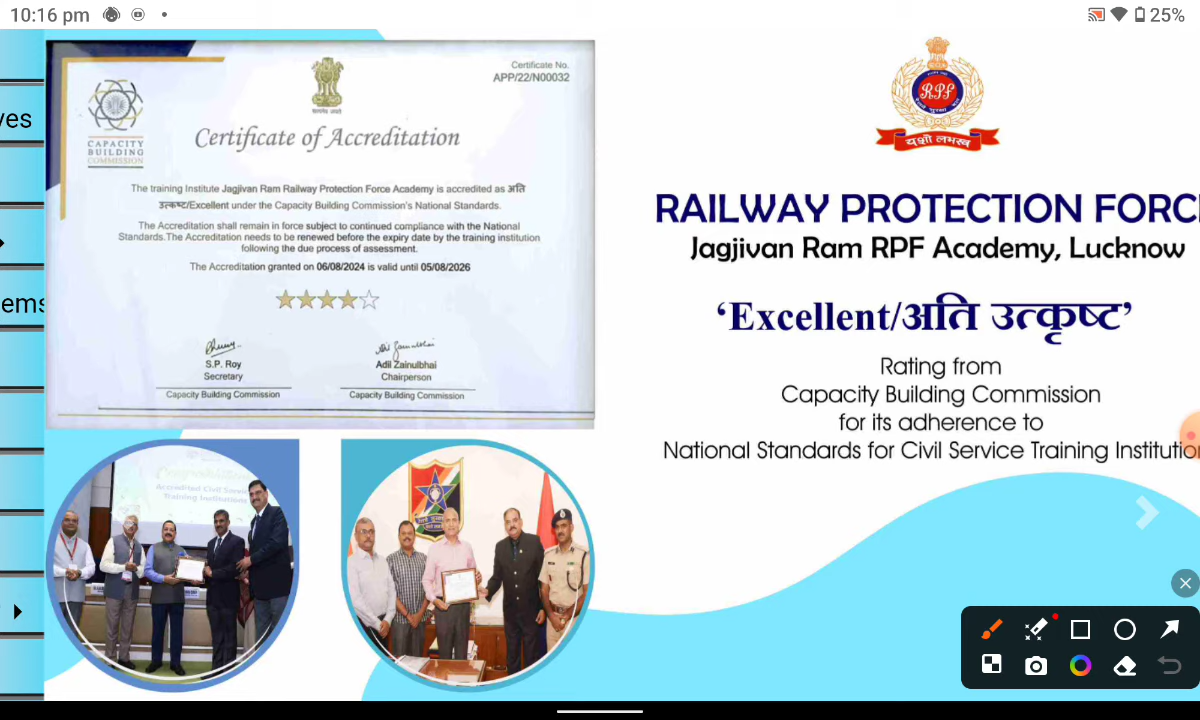 10:16 pm
25%
ves
ems
Certificate No.
APP/22/N00032
CAPACITY
BUILDING
COMMISSION
Certificate of Accreditation
The training Institute Jagjivan Ram Railway Protection Force Academy is accredited as अति
उत्कृष्ट/Excellent under the Capacity Building Commission's National Standards.
The Accreditation shall remain in force subject to continued compliance with the National
Standards.The Accreditation needs to be renewed before the expiry date by the training institution
following the due process of assessment.
The Accreditation granted on 06/08/2024 is valid until 05/08/2026
S.P. Roy
Secretary
Capacity Building Commission
Adil Zainulbhai
Chairperson
Capacity Building Commission
RPF
यशो लभस्व
RAILWAY PROTECTION FORC
Jagjivan Ram RPF Academy, Lucknow
‘Excellent/अति उत्कृष्ट’
Rating from
Capacity Building Commission
for its adherence to
National Standards for Civil Service Training Institutio
Accredited Civil Servi
Training Institutions